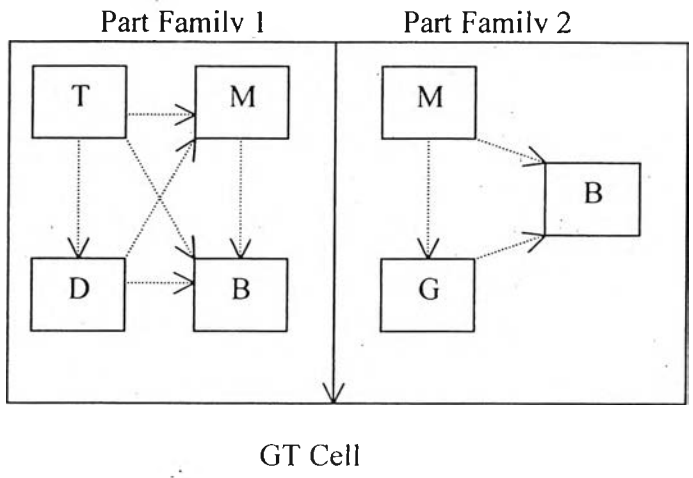 Part Family 1 Part Family 2
T M M
B
D B G
GT Cell